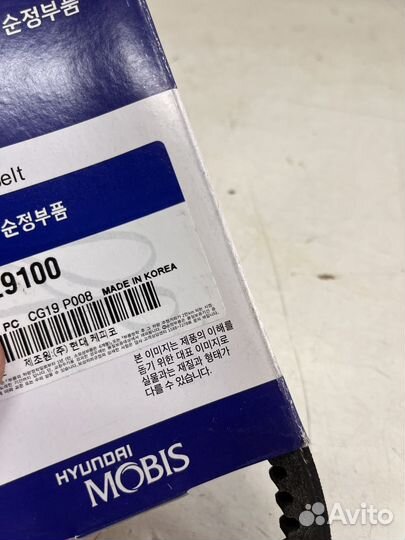 순정부품
elt
순정부품
9100
PC CG19 P008 MADE IN KOREA
제조원:(주) 현대 케피코
본 이미지는 제품의 이해를
돕기 위한 대표 이미지로
실물과는 재질과 형태가
다를 수 있습니다.
HYUNDAI
MOBIS
Avito